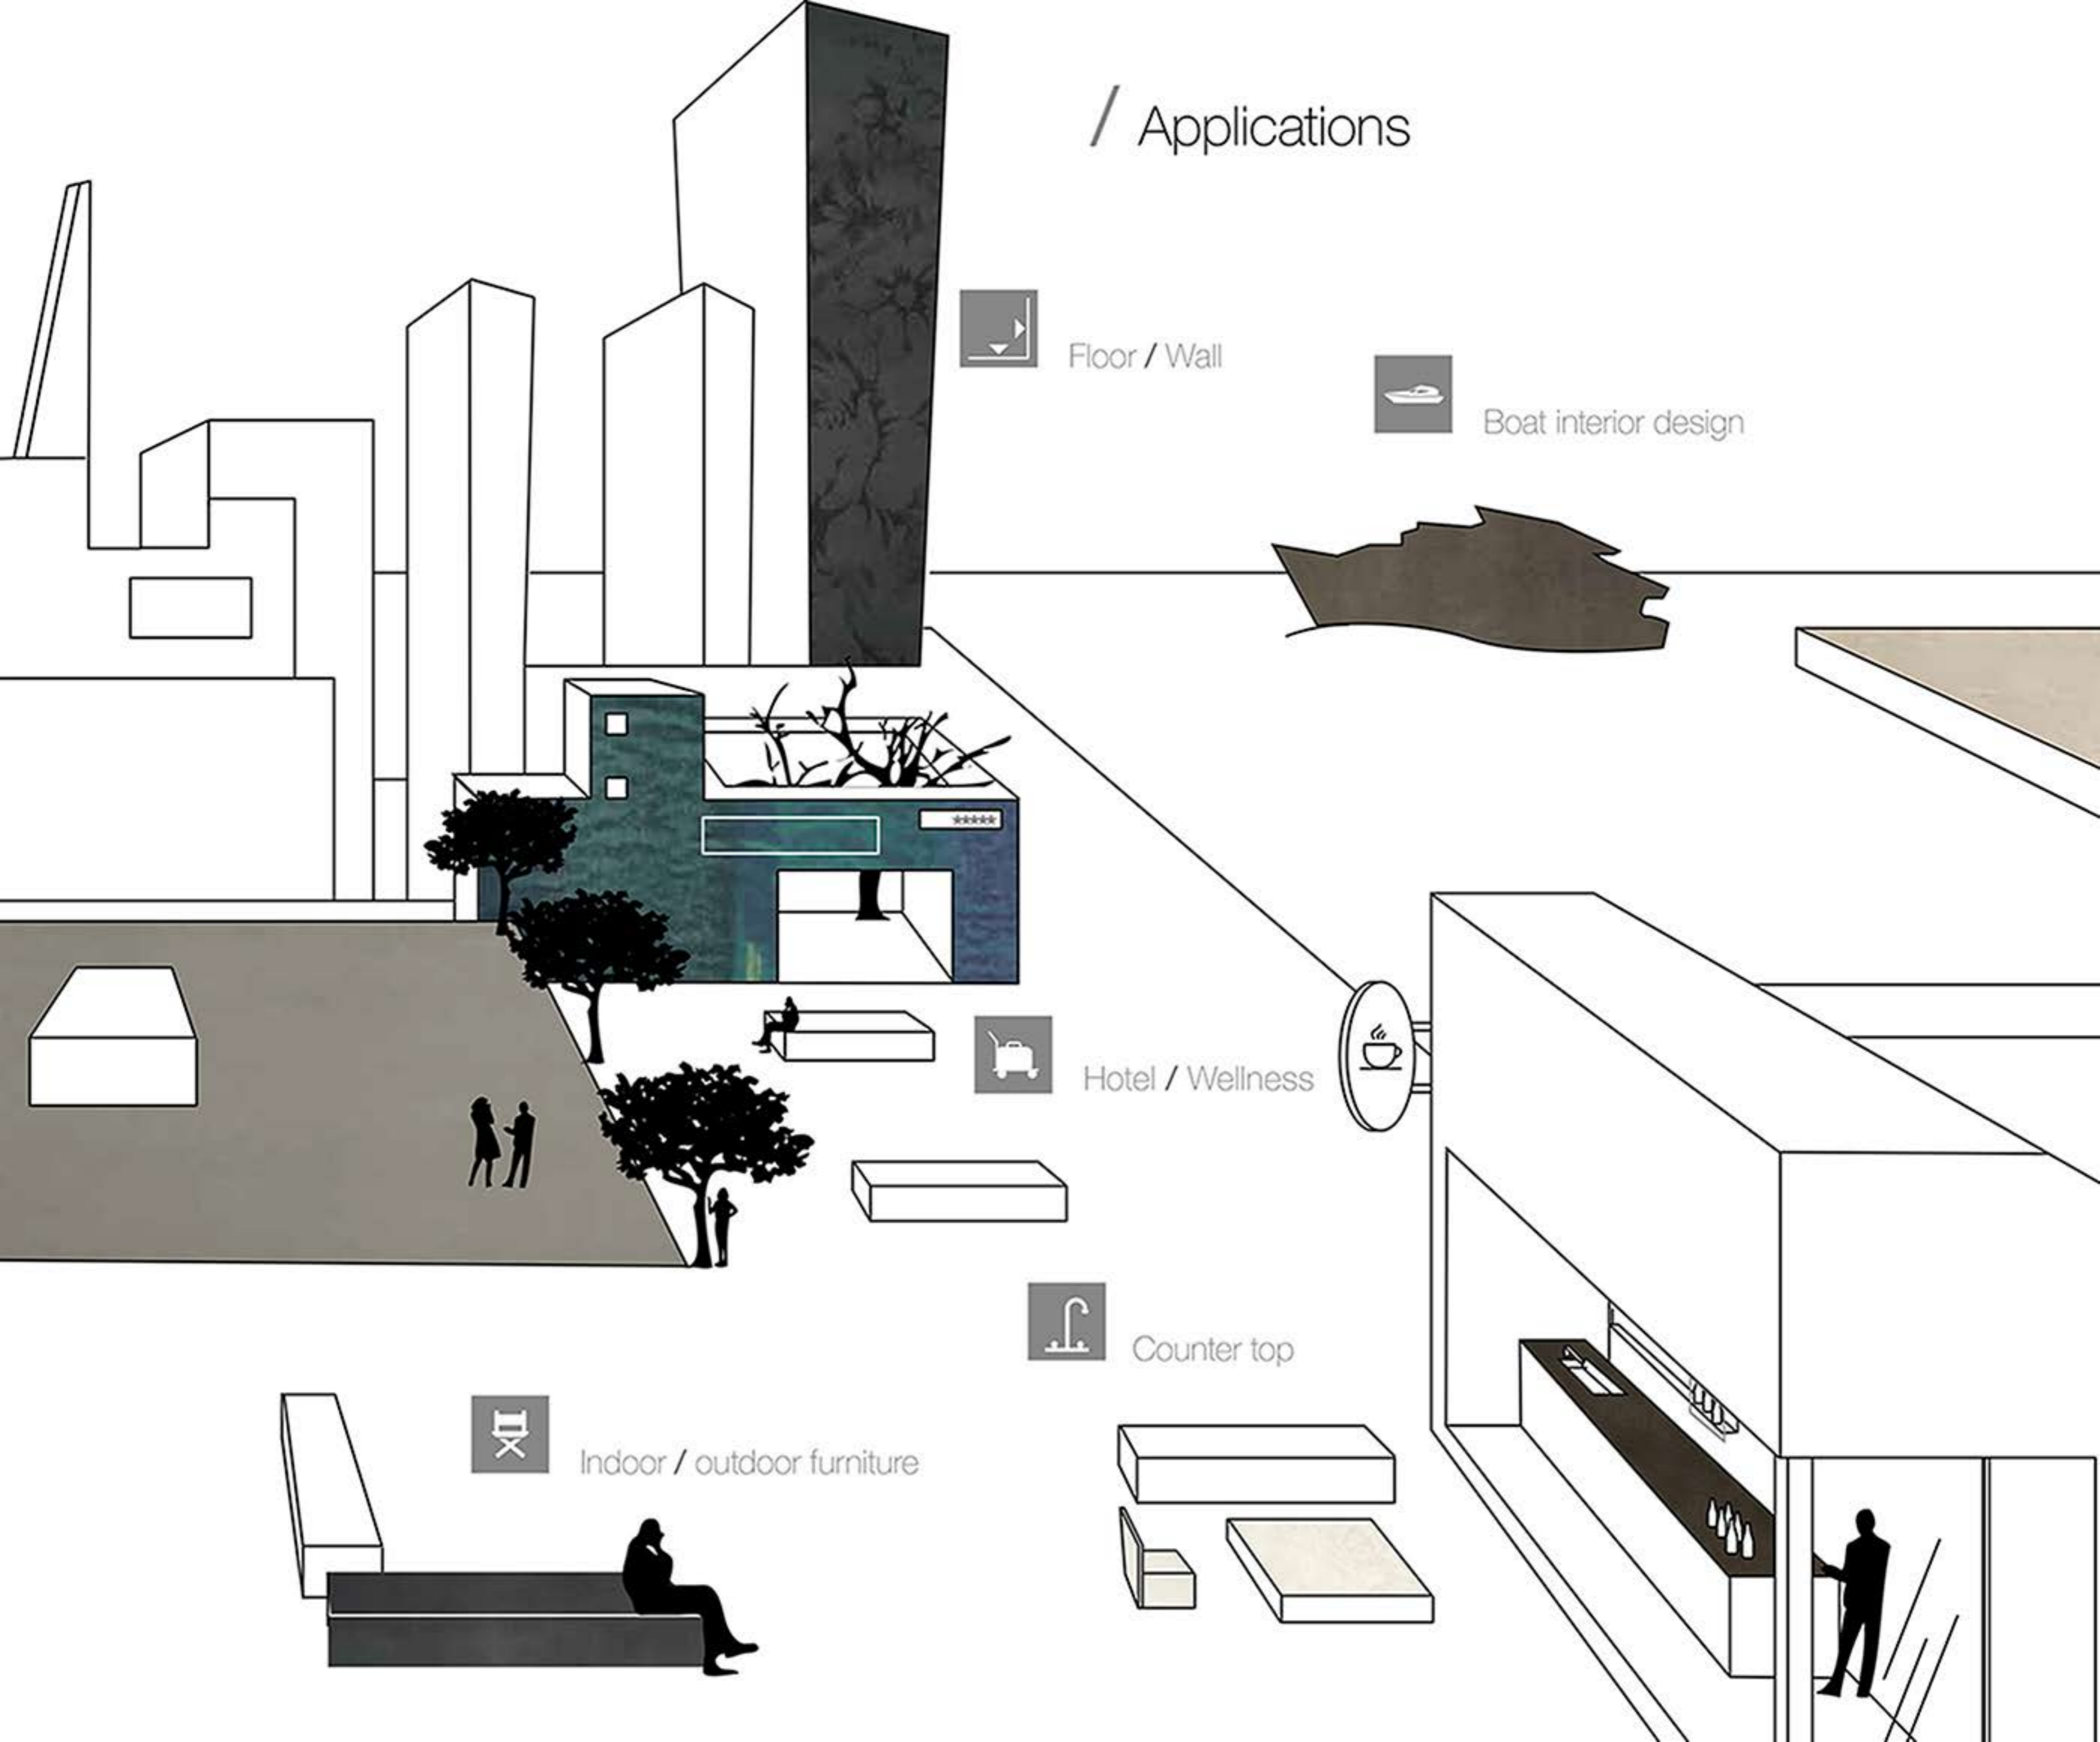 / Applications
Floor / Wall
Boat interior design
*****
Hotel / Wellness
Counter top
Indoor / outdoor furniture